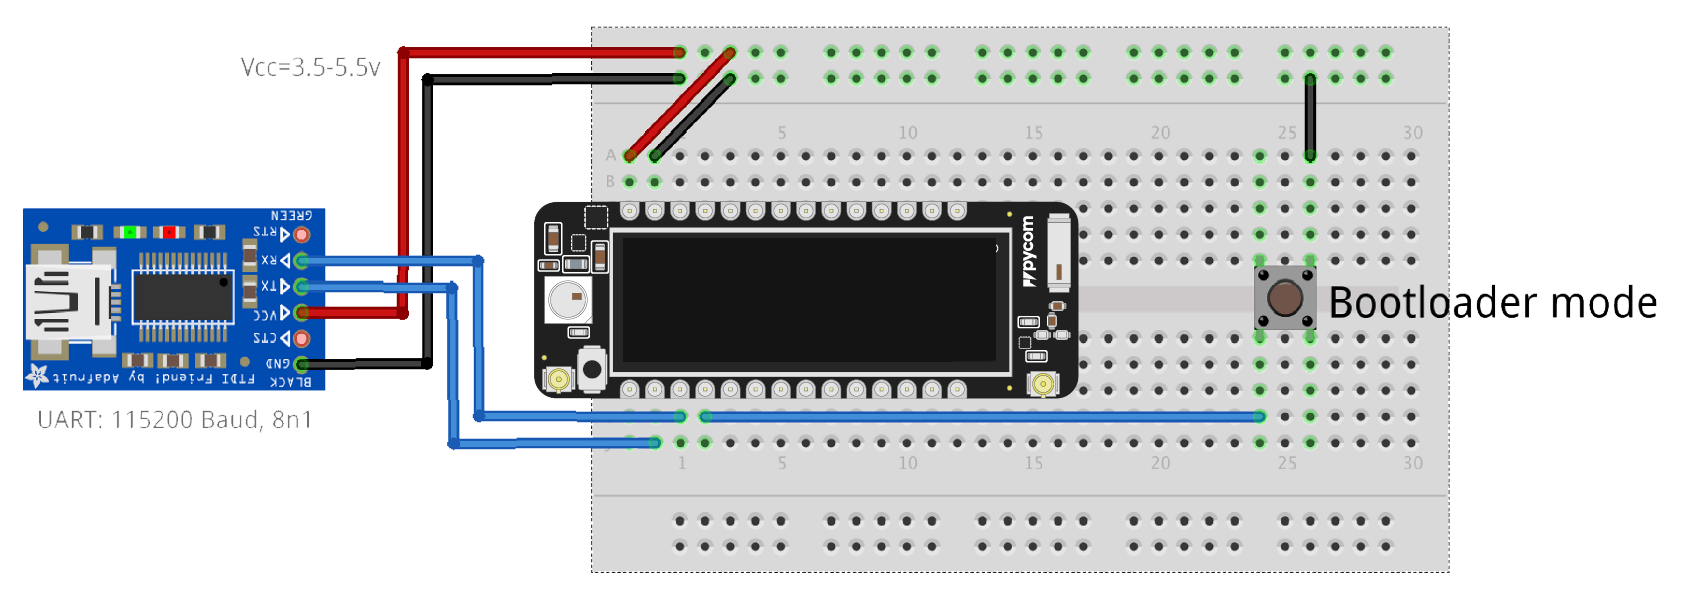 Vcc=3.5-5.5v
5 10 15 20 25 30
A
B
GREEN
RTS
RX
TX
VCC
CTS
GND
BLACK
FTDI Friend! by Adafruit
UART: 115200 Baud, 8n1
pycom
Bootloader mode
J
1 5 10 15 20 25 30